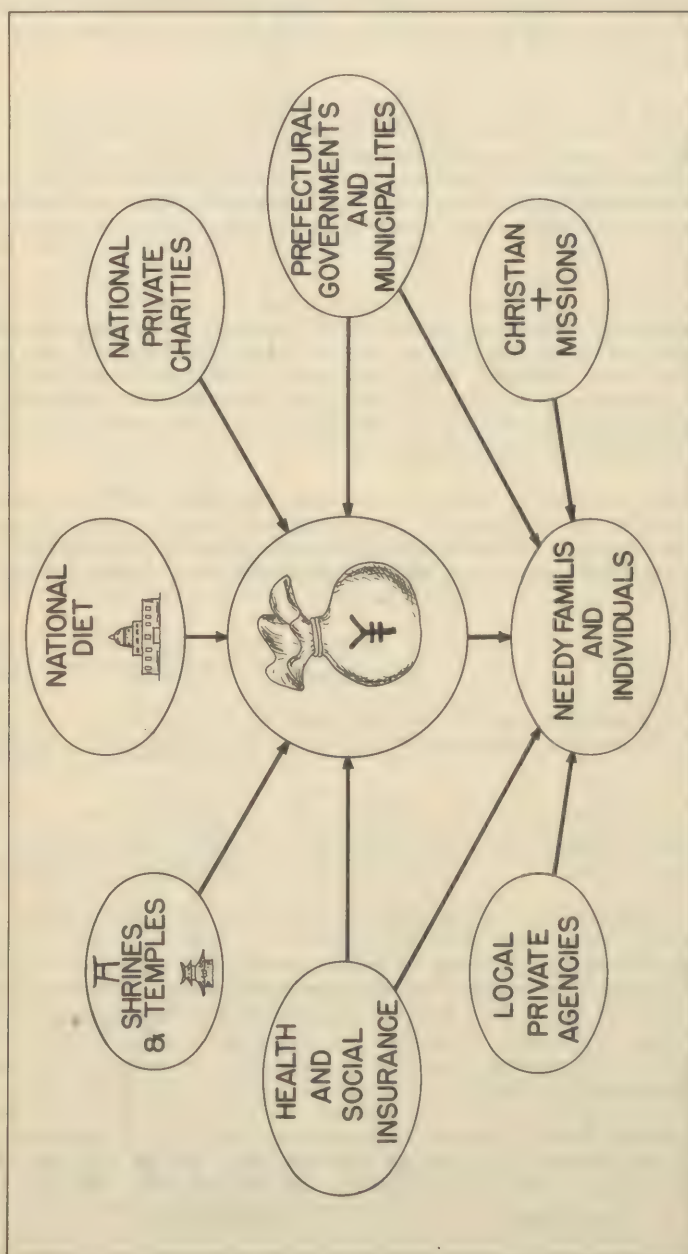 NATIONAL
DIET
SHRINES
& TEMPLES
NATIONAL
PRIVATE
CHARITIES
HEALTH
AND
SOCIAL
INSURANCE
¥
PREFECTURAL
GOVERNMENTS
AND
MUNICIPALITIES
LOCAL
PRIVATE
AGENCIES
NEEDY FAMILIS
AND
INDIVIDUALS
CHRISTIAN
+
MISSIONS